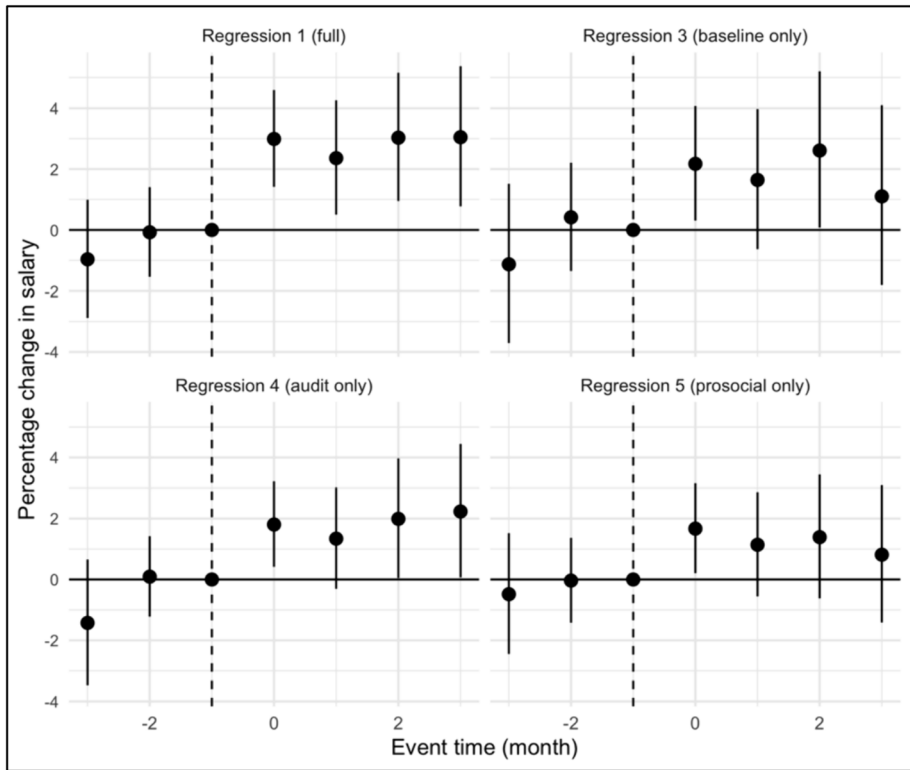 Regression 1 (full)
Regression 3 (baseline only)
4
2
0
-2
-4
Regression 4 (audit only)
Regression 5 (prosocial only)
4
2
0
-2
-4
-2
0
2
-2
0
2
Percentage change in salary
Event time (month)